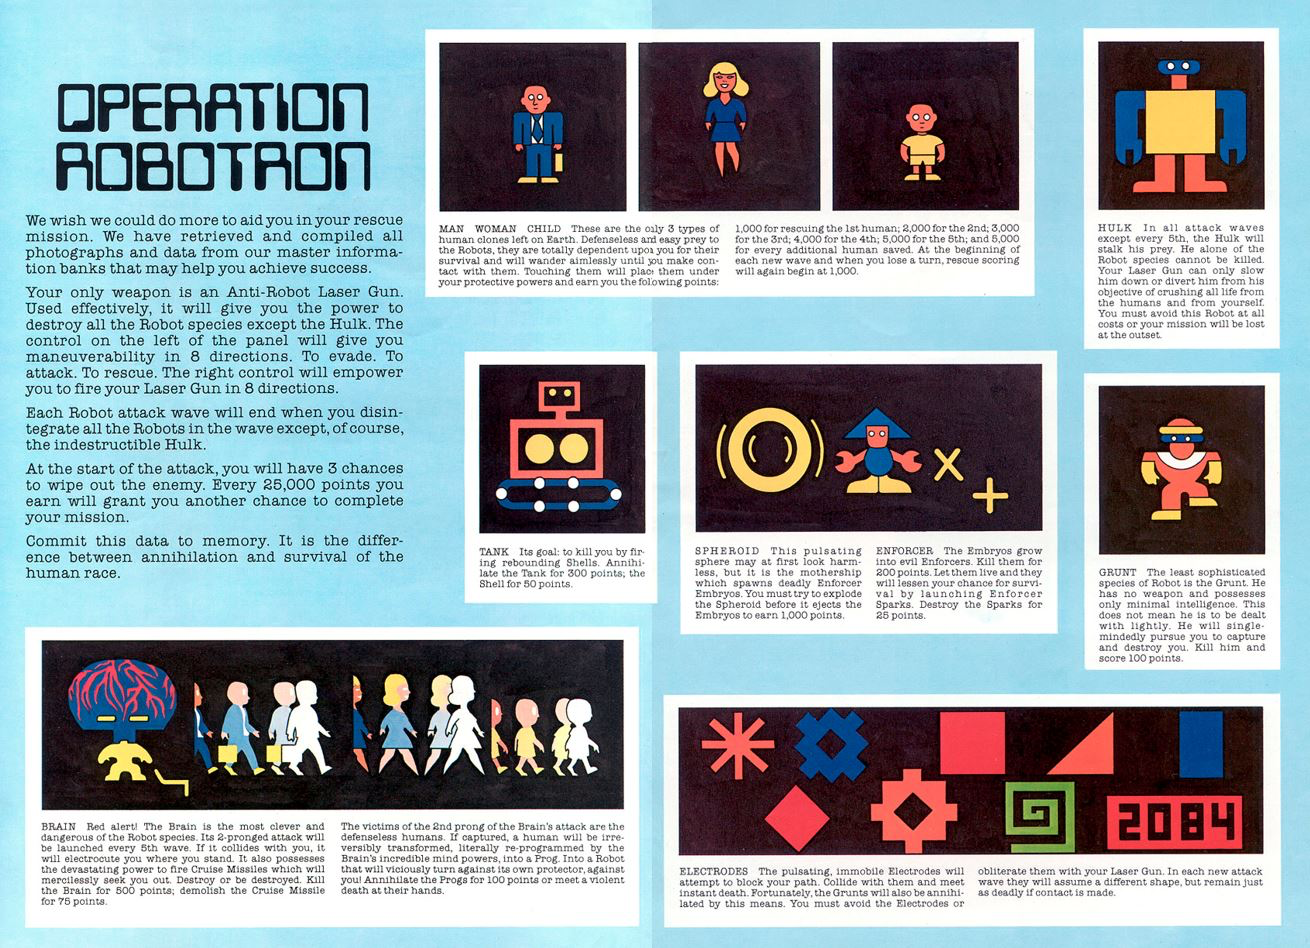 OPERATION
ROBOTRON
We wish we could do more to aid you in your rescue
mission. We have retrieved and compiled all
photographs and data from our master informa-
tion banks that may help you achieve success.
Your only weapon is an Anti-Robot Laser Gun.
Used effectively, it will give you the power to
destroy all the Robot species except the Hulk. The
control on the left of the panel will give you
maneuverability in 8 directions. To evade. To
attack. To rescue. The right control will empower
you to fire your Laser Gun in 8 directions.
Each Robot attack wave will end when you disin-
tegrate all the Robots in the wave except, of course,
the indestructible Hulk.
At the start of the attack, you will have 3 chances
to wipe out the enemy. Every 25,000 points you
earn will grant you another chance to complete
your mission.
Commit this data to memory. It is the differ-
ence between annihilation and survival of the
human race.
MAN WOMAN CHILD These are the only 3 types of
human clones left on Earth. Defenseless and easy prey to
the Robots, they are totally dependent upon you for their
survival and will wander aimlessly until you make con-
tact with them. Touching them will place them under
your protective powers and earn you the following points:
1,000 for rescuing the 1st human; 2,000 for the 2nd; 3,000
for the 3rd; 4,000 for the 4th; 5,000 for the 5th; and 5,000
for every additional human saved. At the beginning of
each new wave and when you lose a turn, rescue scoring
will again begin at 1,000.
HULK In all attack waves
except every 5th, the Hulk will
stalk his prey. He alone of the
Robot species cannot be killed.
Your Laser Gun can only slow
him down or divert him from his
objective of crushing all life from
the humans and from yourself.
You must avoid this Robot at all
costs or your mission will be lost
at the outset.
TANK Its goal: to kill you by fir-
ing rebounding Shells. Annihi-
late the Tank for 300 points; the
Shell for 50 points.
SPHEROID This pulsating
sphere may at first look harm-
less, but it is the mothership
which spawns deadly Enforcer
Embryos. You must try to explode
the Spheroid before it ejects the
Embryos to earn 1,000 points.
ENFORCER The Embryos grow
into evil Enforcers. Kill them for
200 points. Let them live and they
will lessen your chance for survi-
val by launching Enforcer
Sparks. Destroy the Sparks for
25 points.
GRUNT The least sophisticated
species of Robot is the Grunt. He
has no weapon and possesses
only minimal intelligence. This
does not mean he is to be dealt
with lightly. He will single-
mindedly pursue you to capture
and destroy you. Kill him and
score 100 points.
BRAIN Red alert! The Brain is the most clever and
dangerous of the Robot species. Its 2-pronged attack will
be launched every 5th wave. If it collides with you, it
will electrocute you where you stand. It also possesses
the devastating power to fire Cruise Missiles which will
mercilessly seek you out. Destroy or be destroyed. Kill
the Brain for 500 points; demolish the Cruise Missile
for 75 points.
The victims of the 2nd prong of the Brain's attack are the
defenseless humans. If captured, a human will be irre-
versibly transformed, literally re-programmed by the
Brain's incredible mind powers, into a Prog. Into a Robot
that will viciously turn against its own protector, against
you! Annihilate the Progs for 100 points or meet a violent
death at their hands.
2084
ELECTRODES The pulsating, immobile Electrodes will
attempt to block your path. Collide with them and meet
instant death. Fortunately, the Grunts will also be annihi-
lated by this means. You must avoid the Electrodes or
obliterate them with your Laser Gun. In each new attack
wave they will assume a different shape, but remain just
as deadly if contact is made.